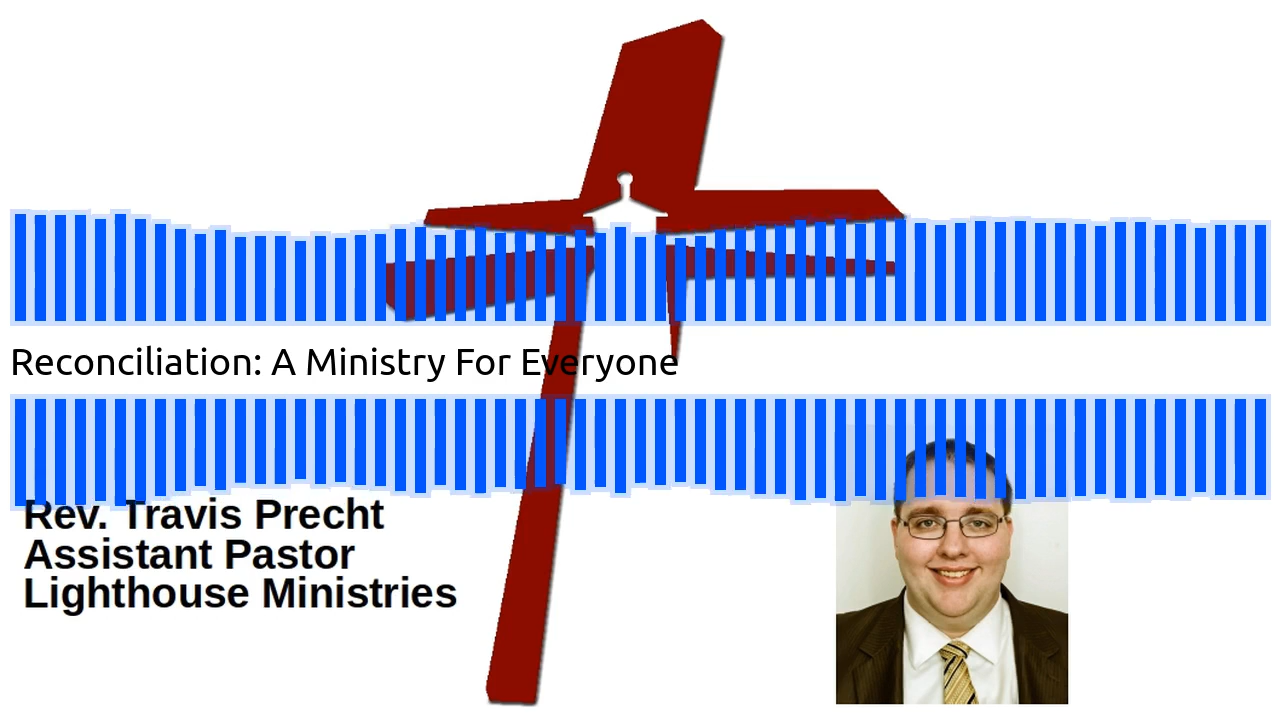 Reconciliation: A Ministry For Everyone
Rev. Travis Precht
Assistant Pastor
Lighthouse Ministries